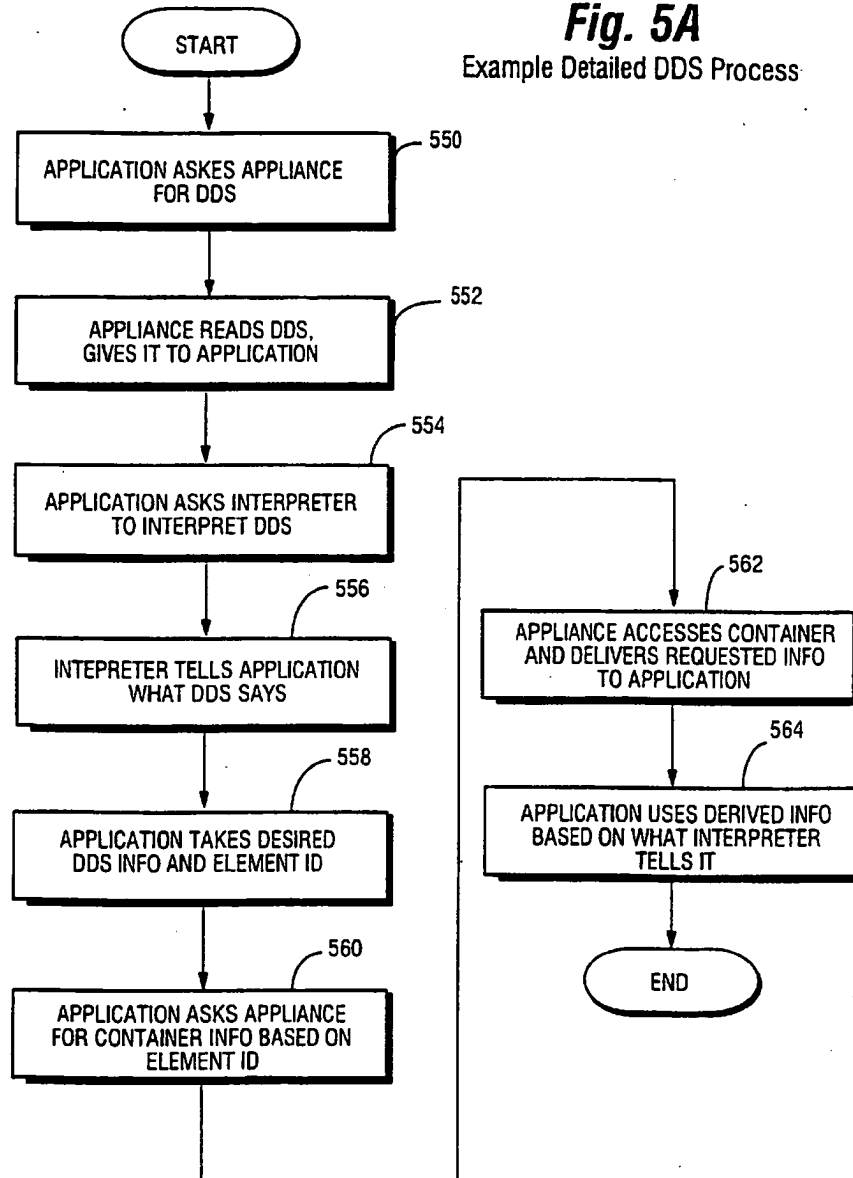 Fig. 5A
Example Detailed DDS Process
START
550
APPLICATION ASKES APPLIANCE
FOR DDS
552
APPLIANCE READS DDS,
GIVES IT TO APPLICATION
554
APPLICATION ASKS INTERPRETER
TO INTERPRET DDS
556
INTEPRETER TELLS APPLICATION
WHAT DDS SAYS
558
APPLICATION TAKES DESIRED
DDS INFO AND ELEMENT ID
560
APPLICATION ASKS APPLIANCE
FOR CONTAINER INFO BASED ON
ELEMENT ID
562
APPLIANCE ACCESSES CONTAINER
AND DELIVERS REQUESTED INFO
TO APPLICATION
564
APPLICATION USES DERIVED INFO
BASED ON WHAT INTERPRETER
TELLS IT
END